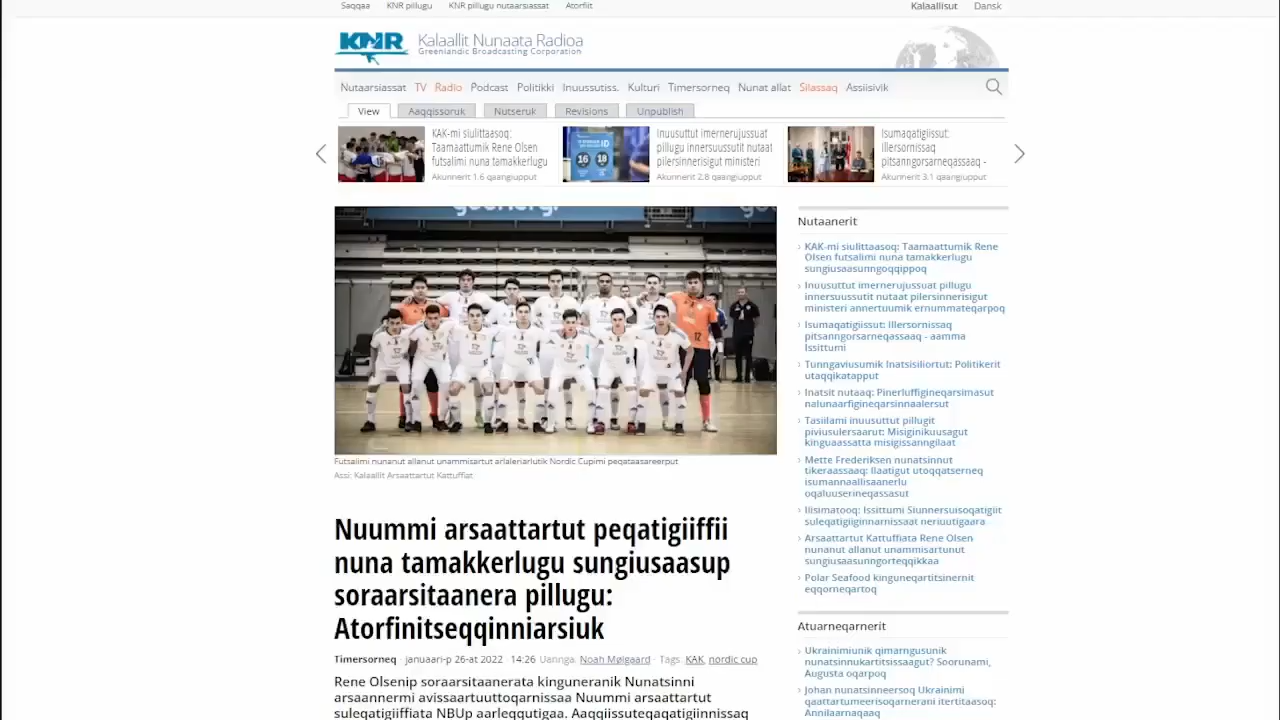 Saqqaa KNR pillugu KNR pillugu nutaarsiassat Atorfiit Kalaallisut Dansk
KNR Kalaallit Nunaata Radioa
Greenlandic Broadcasting Corporation
Nutaarsiassat TV Radio Podcast Politikki Inuussutiss. Kulturi Timersorneq Nunat allat Silassaq Assiisivik
View Aaqqissoruk Nutseruk Revisions Unpublish
KAK-mi siulittaasoq:
Taamaattumik Rene Olsen
futsalimi nuna tamakkerlugu
Akunnerit 1.6 qaangiupput
Inuusuttut imernerujussuat
pillugu innersuussutit nutaat
pilersinnerisigut ministeri
Akunnerit 2.8 qaangiupput
Isumaqatigiissut:
Illersornissaq
pitsanngorsarneqassaaq -
Akunnerit 3.1 qaangiupput
16 18
ID
Futsalimi nunanut allanut unammisartut arlaleriarlutik Nordic Cupimi peqataasareerput
Assi: Kalaallit Arsaattartut Kattuffiat
Nuummi arsaattartut peqatigiiffii
nuna tamakkerlugu sungiusaasup
soraarsitaanera pillugu:
Atorfinitseqqinniarsiuk
Timersorneq · januaari-p 26-at 2022 · 14:26 Uannga: Noah Mølgaard · Tags: KAK, nordic cup
Rene Olsenip soraarsitaanerata kinguneranik Nunatsinni
arsaannermi avissaartuuttoqarnissaa Nuummi arsaattartut
suleqatigiiffiata NBUp aarleqqutigaa. Aaqqiissuteqaqatigiinnissaq
Nutaanerit
› KAK-mi siulittaasoq: Taamaattumik Rene
Olsen futsalimi nuna tamakkerlugu
sungiusaasunngoqqippoq
› Inuusuttut imernerujussuat pillugu
innersuussutit nutaat pilersinnerisigut
ministeri annertuumik ernummateqarpoq
› Isumaqatigiissut: Illersornissaq
pitsanngorsarneqassaaq - aamma
Issittumi
› Tunngaviusumik Inatsisiliortut: Politikerit
utaqqikatapput
› Inatsit nutaaq: Pinerluffigineqarsimasut
nalunaarfigineqarsinnaalersut
› Tasiilami inuusuttut pillugit
piviusulersaarut: Misiginikuusagut
kinguaassatta misigissanngilaat
› Mette Frederiksen nunatsinnut
tikeraassaaq: Ilaatigut utoqqatserneq
isumannaallisaanerlu
oqaluuserineqassasut
› Ilisimatooq: Issittumi Siunnersuisoqatigiit
suleqatigiiginnarnissaat neriuutigaara
› Arsaattartut Kattuffiata Rene Olsen
nunanut allanut unammisartunut
sungiusaasunngorteqqikkaa
› Polar Seafood kinguneqartitsinernit
eqqorneqartoq
Atuarneqarnerit
› Ukrainimiunik qimarngusunik
nunatsinnukartitsissaagut? Soorunami,
Augusta oqarpoq
› Johan nunatsinneersoq Ukrainimi
qaattartumeerisoqarnerani itertitaasoq:
Annilaarnaqaaq